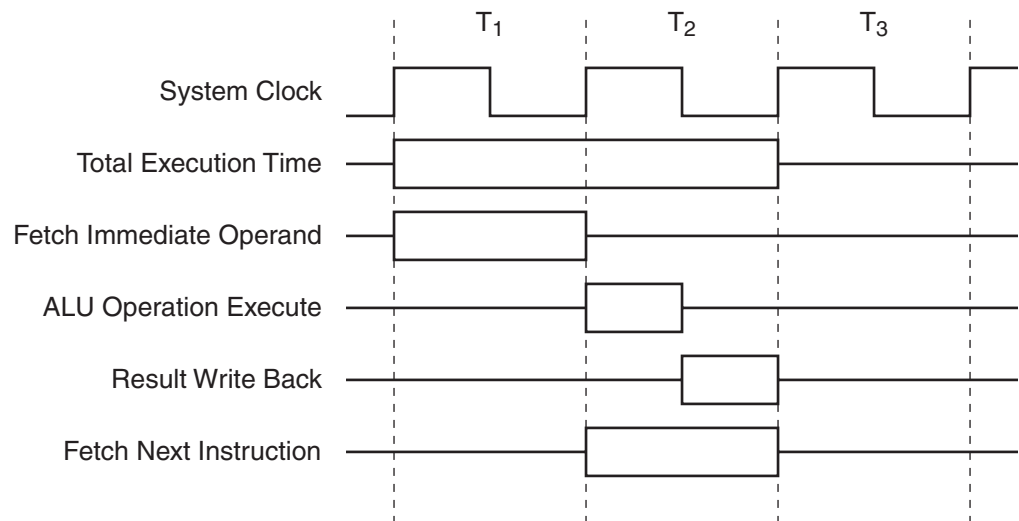 T1 T2 T3
System Clock
Total Execution Time
Fetch Immediate Operand
ALU Operation Execute
Result Write Back
Fetch Next Instruction